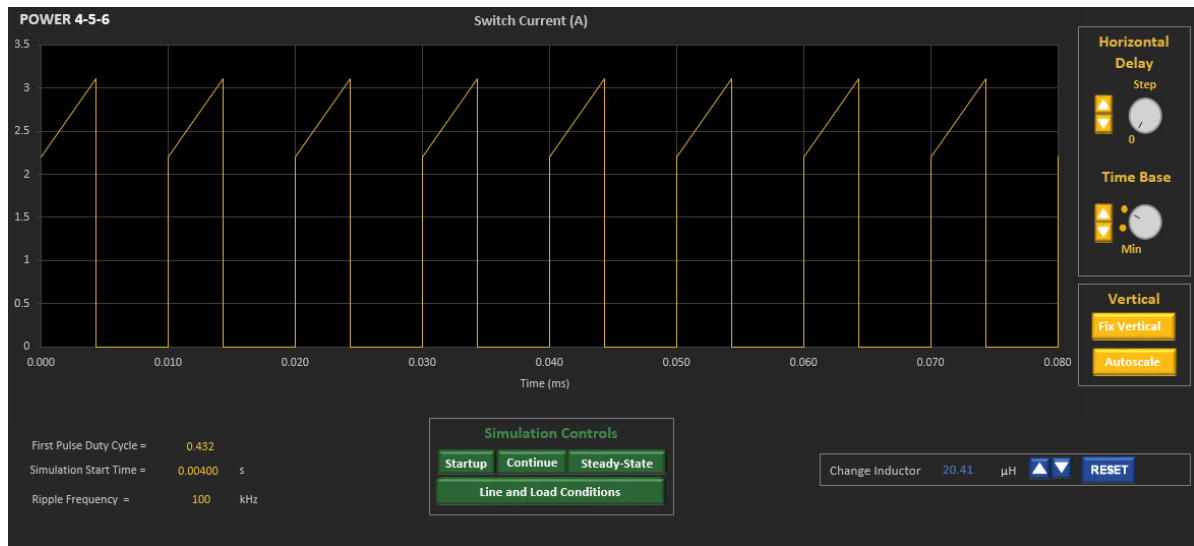 POWER 4-5-6
Switch Current (A)
3.5
3
2.5
2
1.5
1
0.5
0
0.000 0.010 0.020 0.030 0.040 0.050 0.060 0.070 0.080
Time (ms)
Horizontal
Delay
Step
0
Time Base
Min
Vertical
Fix Vertical
Autoscale
First Pulse Duty Cycle = 0.432
Simulation Start Time = 0.00400 s
Ripple Frequency = 100 kHz
Simulation Controls
Startup Continue Steady-State
Line and Load Conditions
Change Inductor 20.41 µH RESET